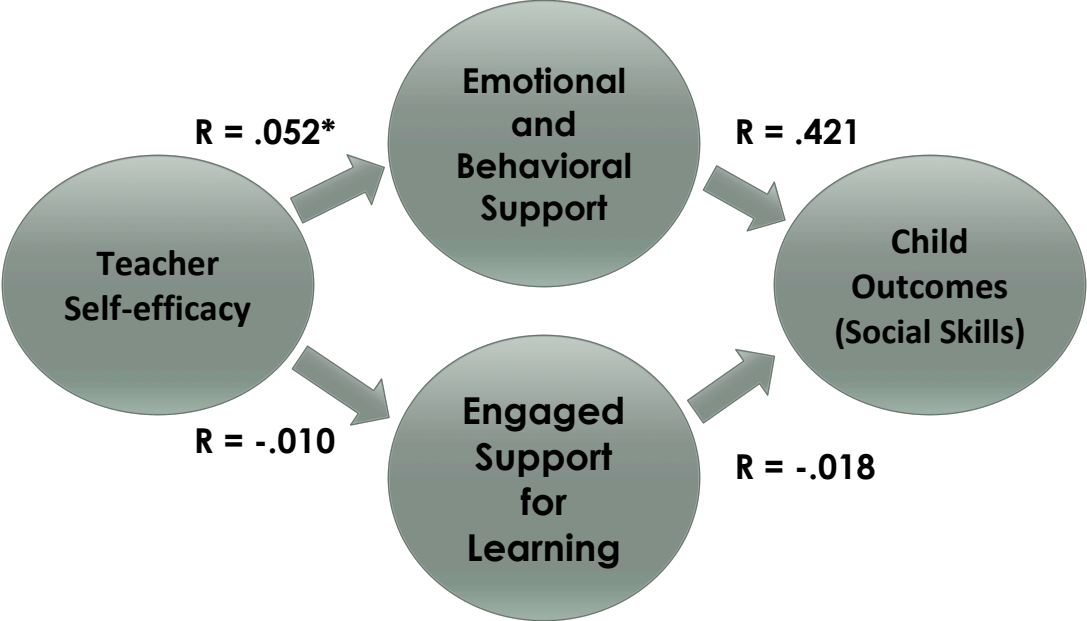 Emotional
and
Behavioral
Support
R = .052*
R = .421
Teacher
Self-efficacy
Child
Outcomes
(Social Skills)
Engaged
Support
for
Learning
R = -.010
R = -.018